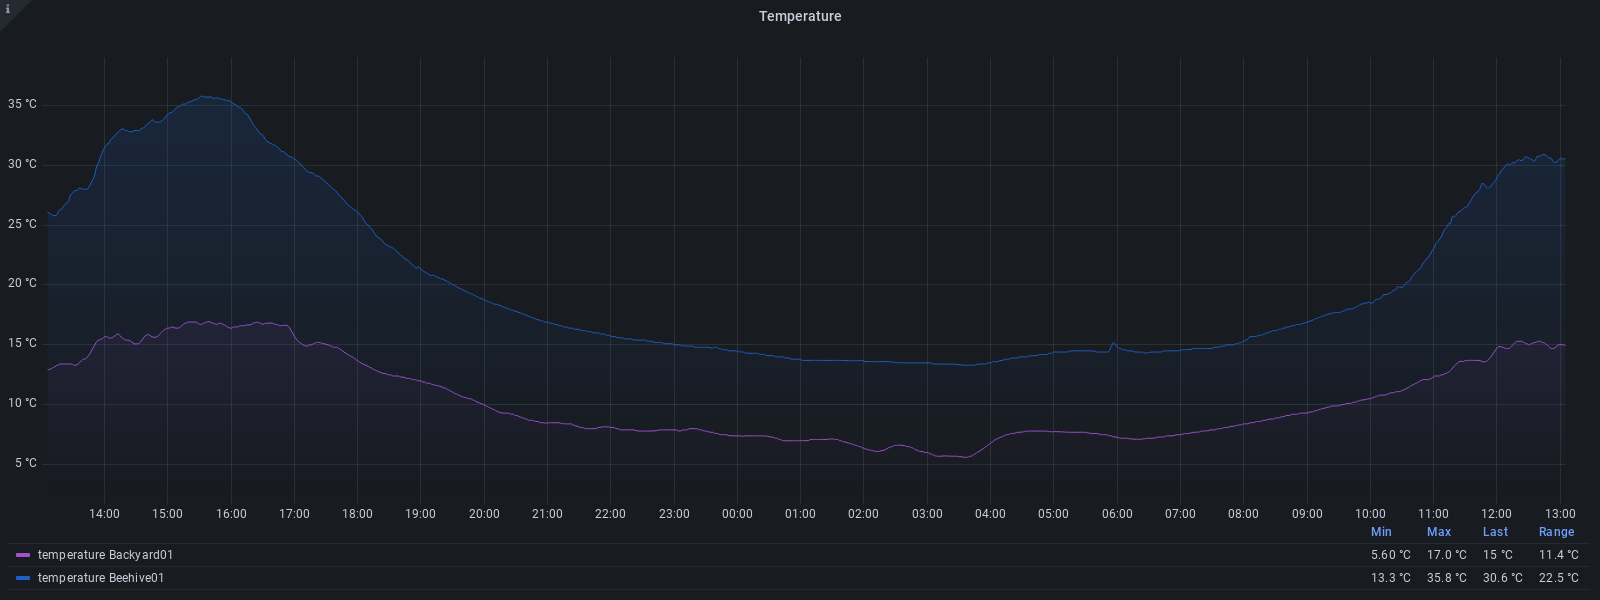 i
Temperature
35 °C
30 °C
25 °C
20 °C
15 °C
10 °C
5 °C
14:00 15:00 16:00 17:00 18:00 19:00 20:00 21:00 22:00 23:00 00:00 01:00 02:00 03:00 04:00 05:00 06:00 07:00 08:00 09:00 10:00 11:00 12:00 13:00
Min Max Last Range
temperature Backyard01 5.60 °C 17.0 °C 15 °C 11.4 °C
temperature Beehive01 13.3 °C 35.8 °C 30.6 °C 22.5 °C